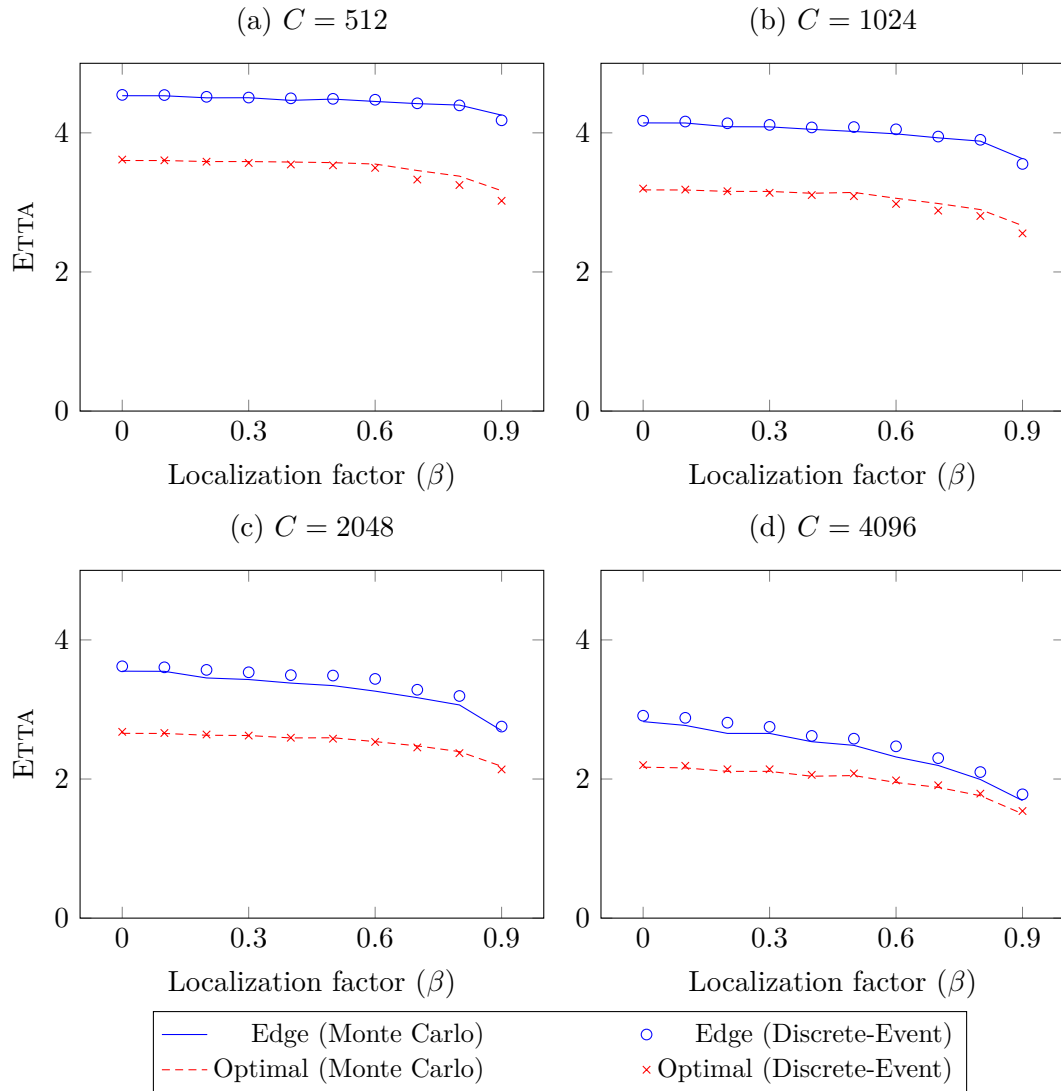 (a) C = 512
(b) C = 1024
4
2
0
ETTA
0 0.3 0.6 0.9
Localization factor (β)
4
2
0
0 0.3 0.6 0.9
Localization factor (β)
(c) C = 2048
(d) C = 4096
4
2
0
ETTA
0 0.3 0.6 0.9
Localization factor (β)
4
2
0
0 0.3 0.6 0.9
Localization factor (β)
Edge (Monte Carlo)
Edge (Discrete-Event)
Optimal (Monte Carlo)
Optimal (Discrete-Event)